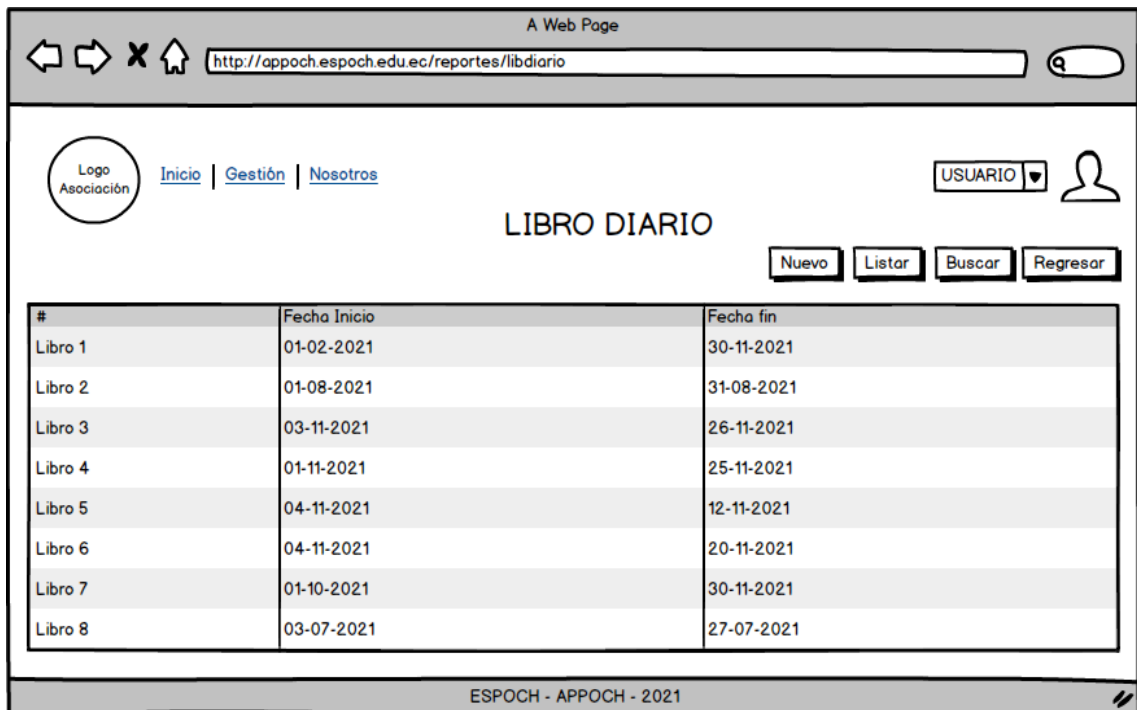 A Web Page
http://appoch.espoch.edu.ec/reportes/libdiario
Logo
Asociación
Inicio | Gestión | Nosotros
USUARIO
LIBRO DIARIO
Nuevo Listar Buscar Regresar
# Fecha Inicio Fecha fin
Libro 1 01-02-2021 30-11-2021
Libro 2 01-08-2021 31-08-2021
Libro 3 03-11-2021 26-11-2021
Libro 4 01-11-2021 25-11-2021
Libro 5 04-11-2021 12-11-2021
Libro 6 04-11-2021 20-11-2021
Libro 7 01-10-2021 30-11-2021
Libro 8 03-07-2021 27-07-2021
ESPOCH - APPOCH - 2021